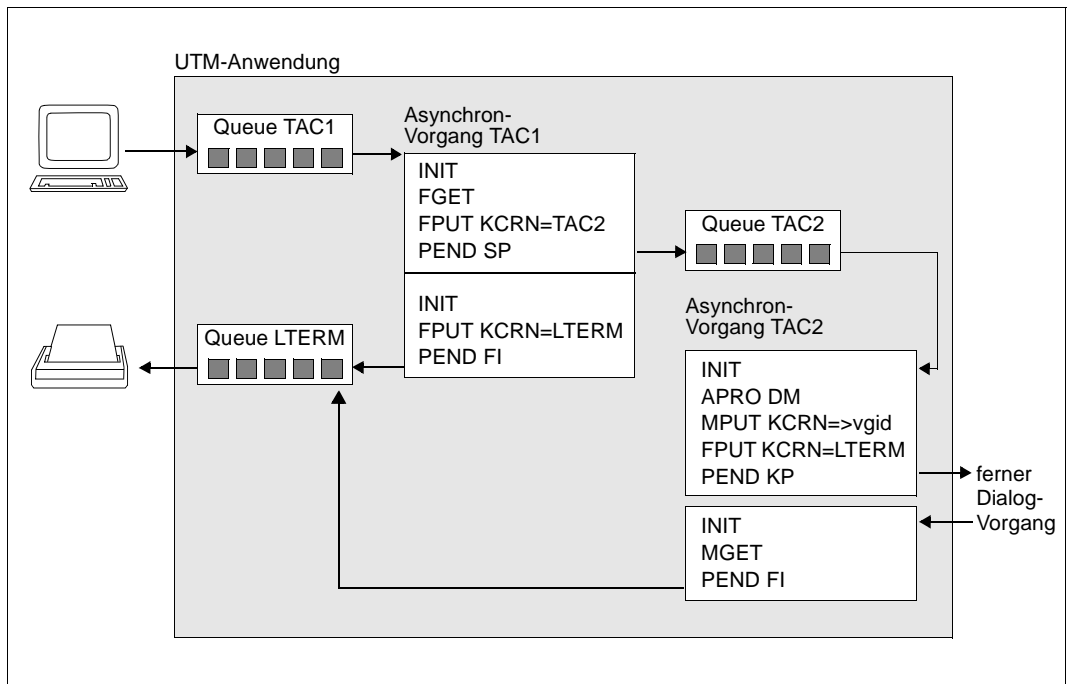 UTM-Anwendung
Queue TAC1
Asynchron-
Vorgang TAC1
INIT
FGET
FPUT KCRN=TAC2
PEND SP
INIT
FPUT KCRN=LTERM
PEND FI
Queue LTERM
Queue TAC2
Asynchron-
Vorgang TAC2
INIT
APRO DM
MPUT KCRN=>vgid
FPUT KCRN=LTERM
PEND KP
INIT
MGET
PEND FI
ferner
Dialog-
Vorgang